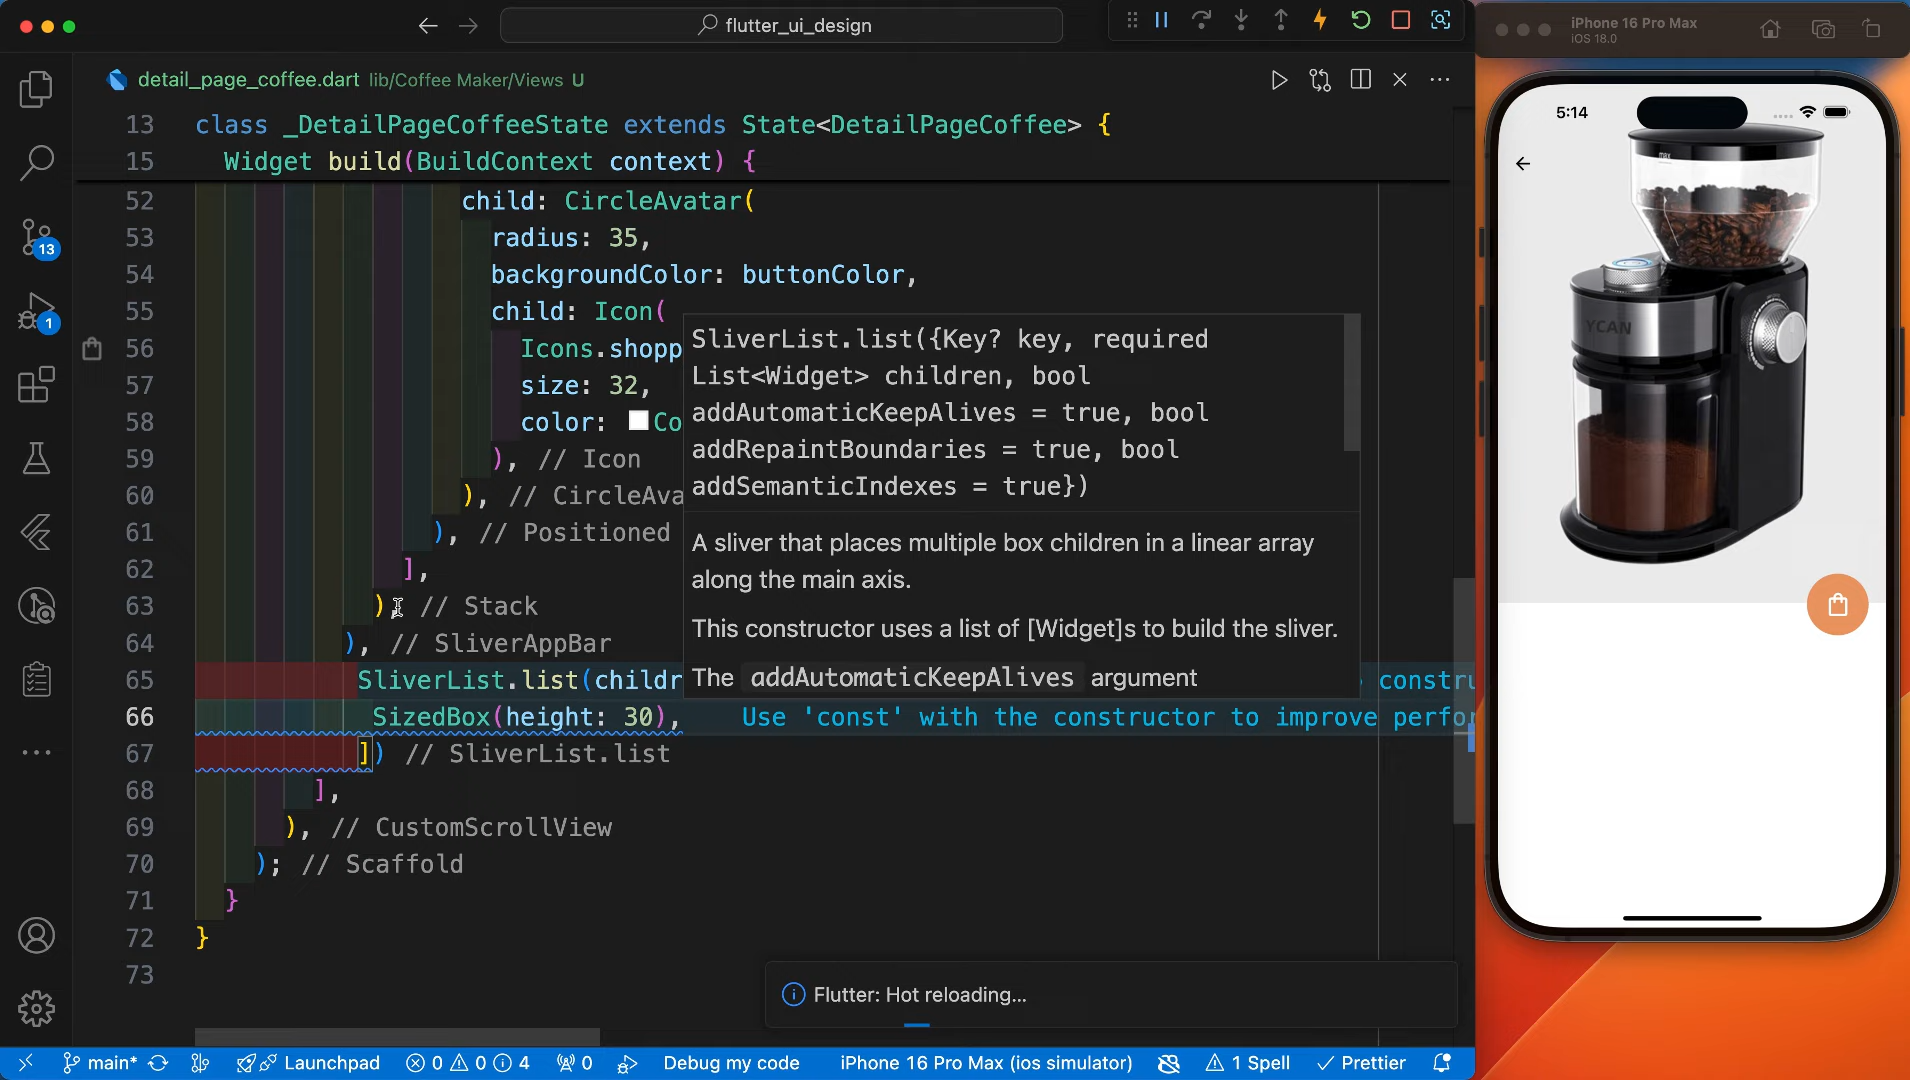 flutter_ui_design
iPhone 16 Pro Max
iOS 18.0
detail_page_coffee.dart lib/Coffee Maker/Views U
13 class _DetailPageCoffeeState extends State<DetailPageCoffee> {
15 Widget build(BuildContext context) {
52 child: CircleAvatar(
53 radius: 35,
54 backgroundColor: buttonColor,
55 child: Icon(
56 Icons.shopp
57 size: 32,
58 color: Co
59 ), // Icon
60 ), // CircleAva
61 ), // Positioned
62 ],
63 ), // Stack
64 ), // SliverAppBar
65 SliverList.list(childr
constru
66 SizedBox(height: 30), Use 'const' with the constructor to improve perfor
67 ]) // SliverList.list
68 ],
69 ), // CustomScrollView
70 ); // Scaffold
71 }
72 }
73
SliverList.list({Key? key, required
List<Widget> children, bool
addAutomaticKeepAlives = true, bool
addRepaintBoundaries = true, bool
addSemanticIndexes = true})
A sliver that places multiple box children in a linear array
along the main axis.
This constructor uses a list of [Widget]s to build the sliver.
The addAutomaticKeepAlives argument
13
1
Flutter: Hot reloading...
main* Launchpad 0 0 4 0 Debug my code iPhone 16 Pro Max (ios simulator) 1 Spell Prettier
5:14
max
YCAN